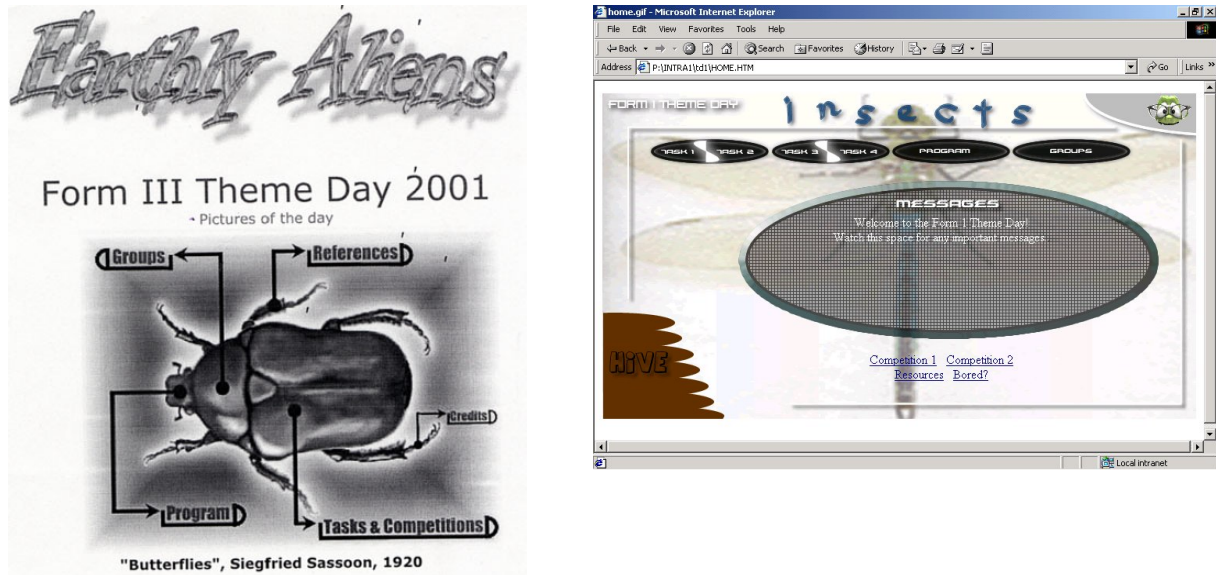 Earthly Aliens
Form III Theme Day 2001
- Pictures of the day
Groups
References
Credits
Program
Tasks & Competitions
"Butterflies", Siegfried Sassoon, 1920
home.gif - Microsoft Internet Explorer
File Edit View Favorites Tools Help
Back Search Favorites History
Address P:\INTRA1\td1\HOME.HTM Go Links »
FORM 1 THEME DAY
Insects
TASK 1 TASK 2 TASK 3 TASK 4 PROGRAM GROUPS
MESSAGES
Welcome to the Form 1 Theme Day!
Watch this space for any important messages
HIVE
Competition 1 Competition 2
Resources Bored?
Local intranet